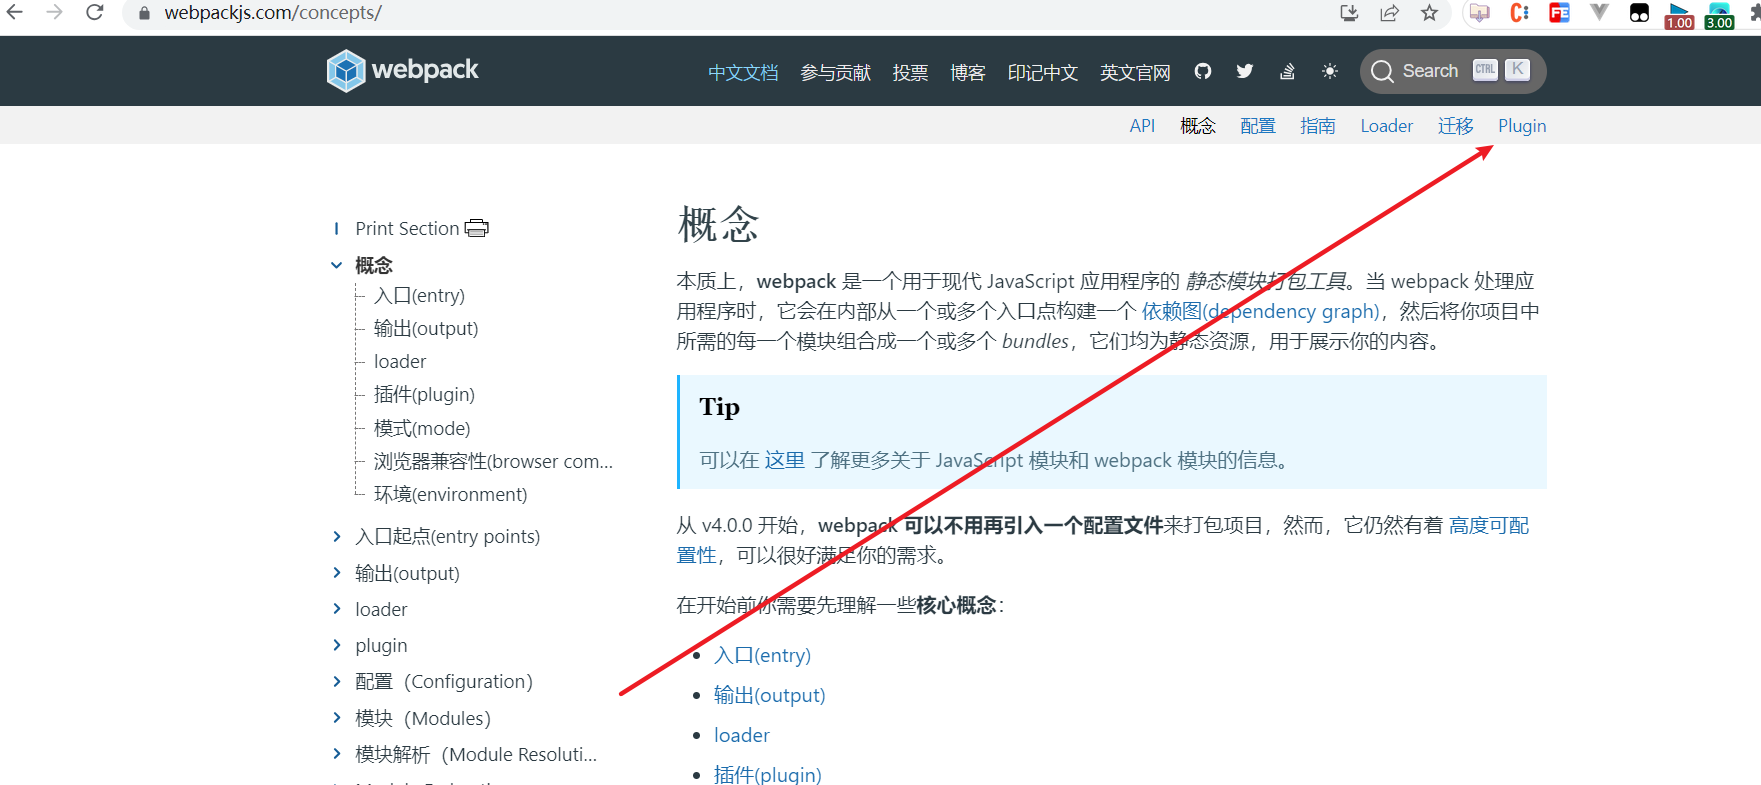 webpackjs.com/concepts/
1.00
3.00
webpack
中文文档 参与贡献 投票 博客 印记中文 英文官网 Search CTRL K
API 概念 配置 指南 Loader 迁移 Plugin
Print Section
概念
入口(entry)
输出(output)
loader
插件(plugin)
模式(mode)
浏览器兼容性(browser com...
环境(environment)
入口起点(entry points)
输出(output)
loader
plugin
配置（Configuration）
模块（Modules）
模块解析（Module Resoluti...
概念
本质上，webpack 是一个用于现代 JavaScript 应用程序的 静态模块打包工具。当 webpack 处理应
用程序时，它会在内部从一个或多个入口点构建一个 依赖图(dependency graph)，然后将你项目中
所需的每一个模块组合成一个或多个 bundles，它们均为静态资源，用于展示你的内容。
Tip
可以在 这里 了解更多关于 JavaScript 模块和 webpack 模块的信息。
从 v4.0.0 开始，webpack 可以不用再引入一个配置文件来打包项目，然而，它仍然有着 高度可配
置性，可以很好满足你的需求。
在开始前你需要先理解一些核心概念：
入口(entry)
输出(output)
loader
插件(plugin)